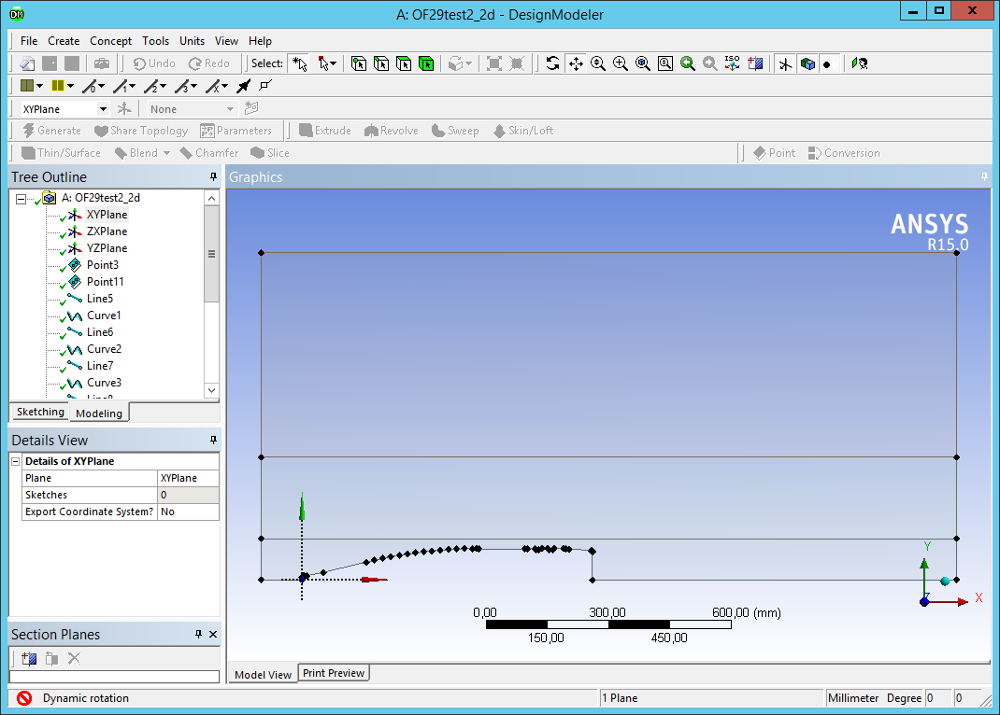 A: OF29test2_2d - DesignModeler
File Create Concept Tools Units View Help
Undo Redo Select: ISO
XYPlane None
Generate Share Topology Parameters Extrude Revolve Sweep Skin/Loft
Thin/Surface Blend Chamfer Slice Point Conversion
Tree Outline
A: OF29test2_2d
XYPlane
ZXPlane
YZPlane
Point3
Point11
Line5
Curve1
Line6
Curve2
Line7
Curve3
Line8
Sketching Modeling
Details View
Details of XYPlane
Plane XYPlane
Sketches 0
Export Coordinate System? No
Section Planes
Graphics
ANSYS
R15.0
Y
Z
X
0,00 300,00 600,00 (mm)
150,00 450,00
Model View Print Preview
Dynamic rotation 1 Plane Millimeter Degree 0 0